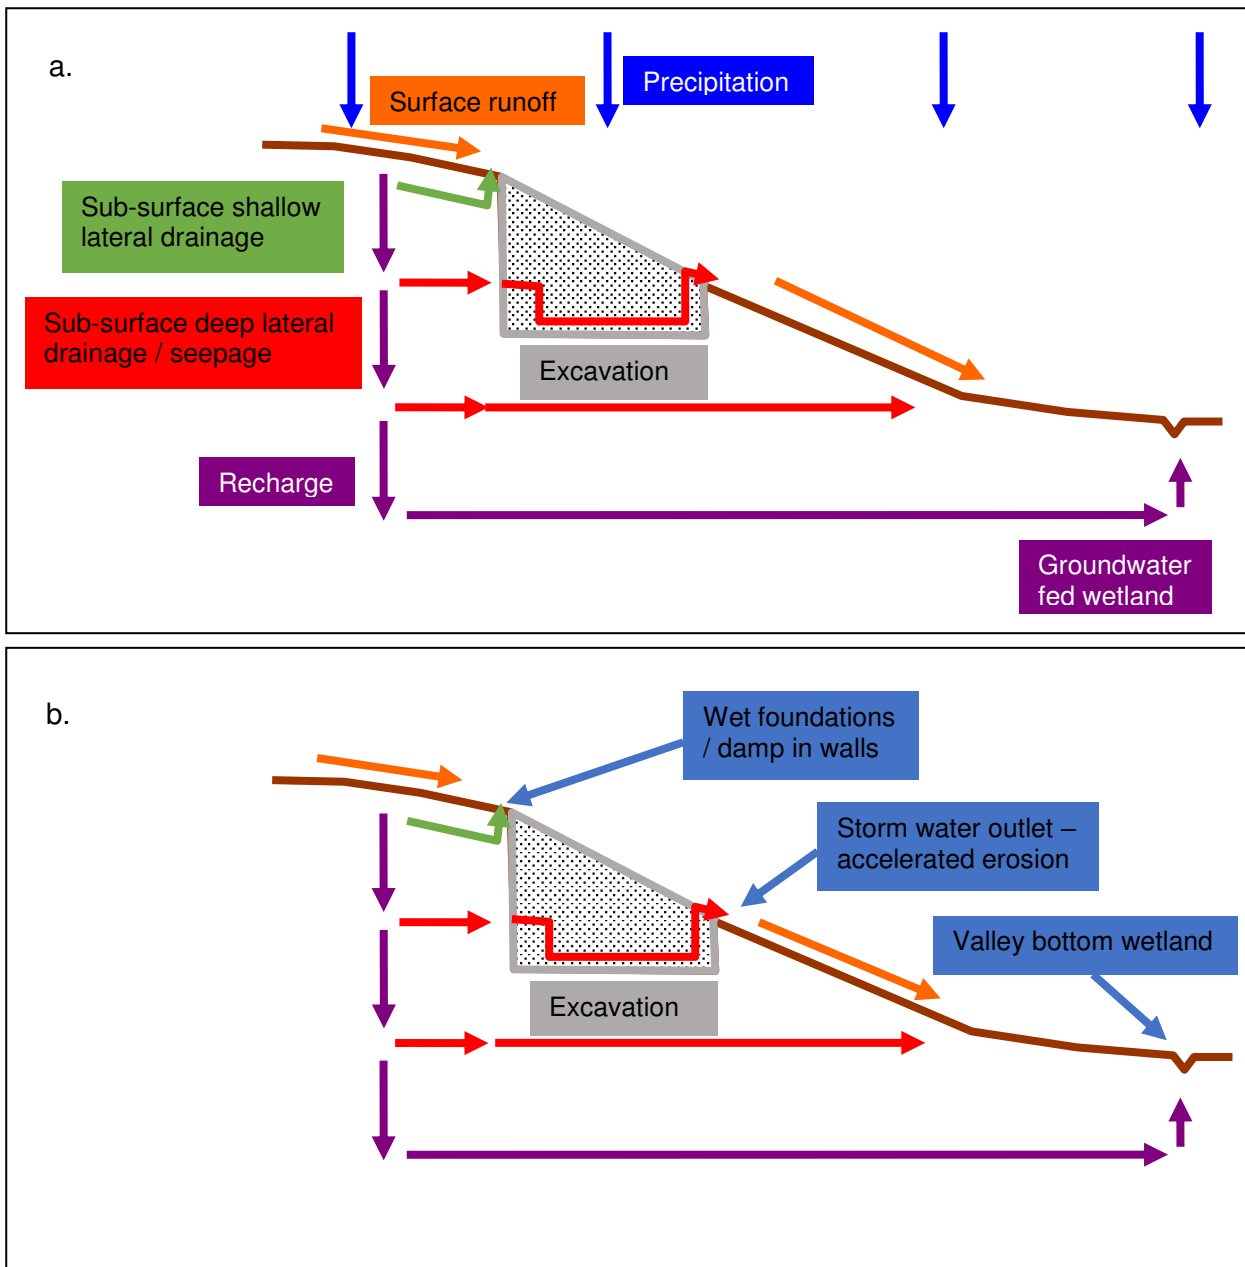 a.
Precipitation
Surface runoff
Sub-surface shallow
lateral drainage
Sub-surface deep lateral
drainage / seepage
Excavation
Recharge
Groundwater
fed wetland
b.
Wet foundations
/ damp in walls
Storm water outlet –
accelerated erosion
Valley bottom wetland
Excavation